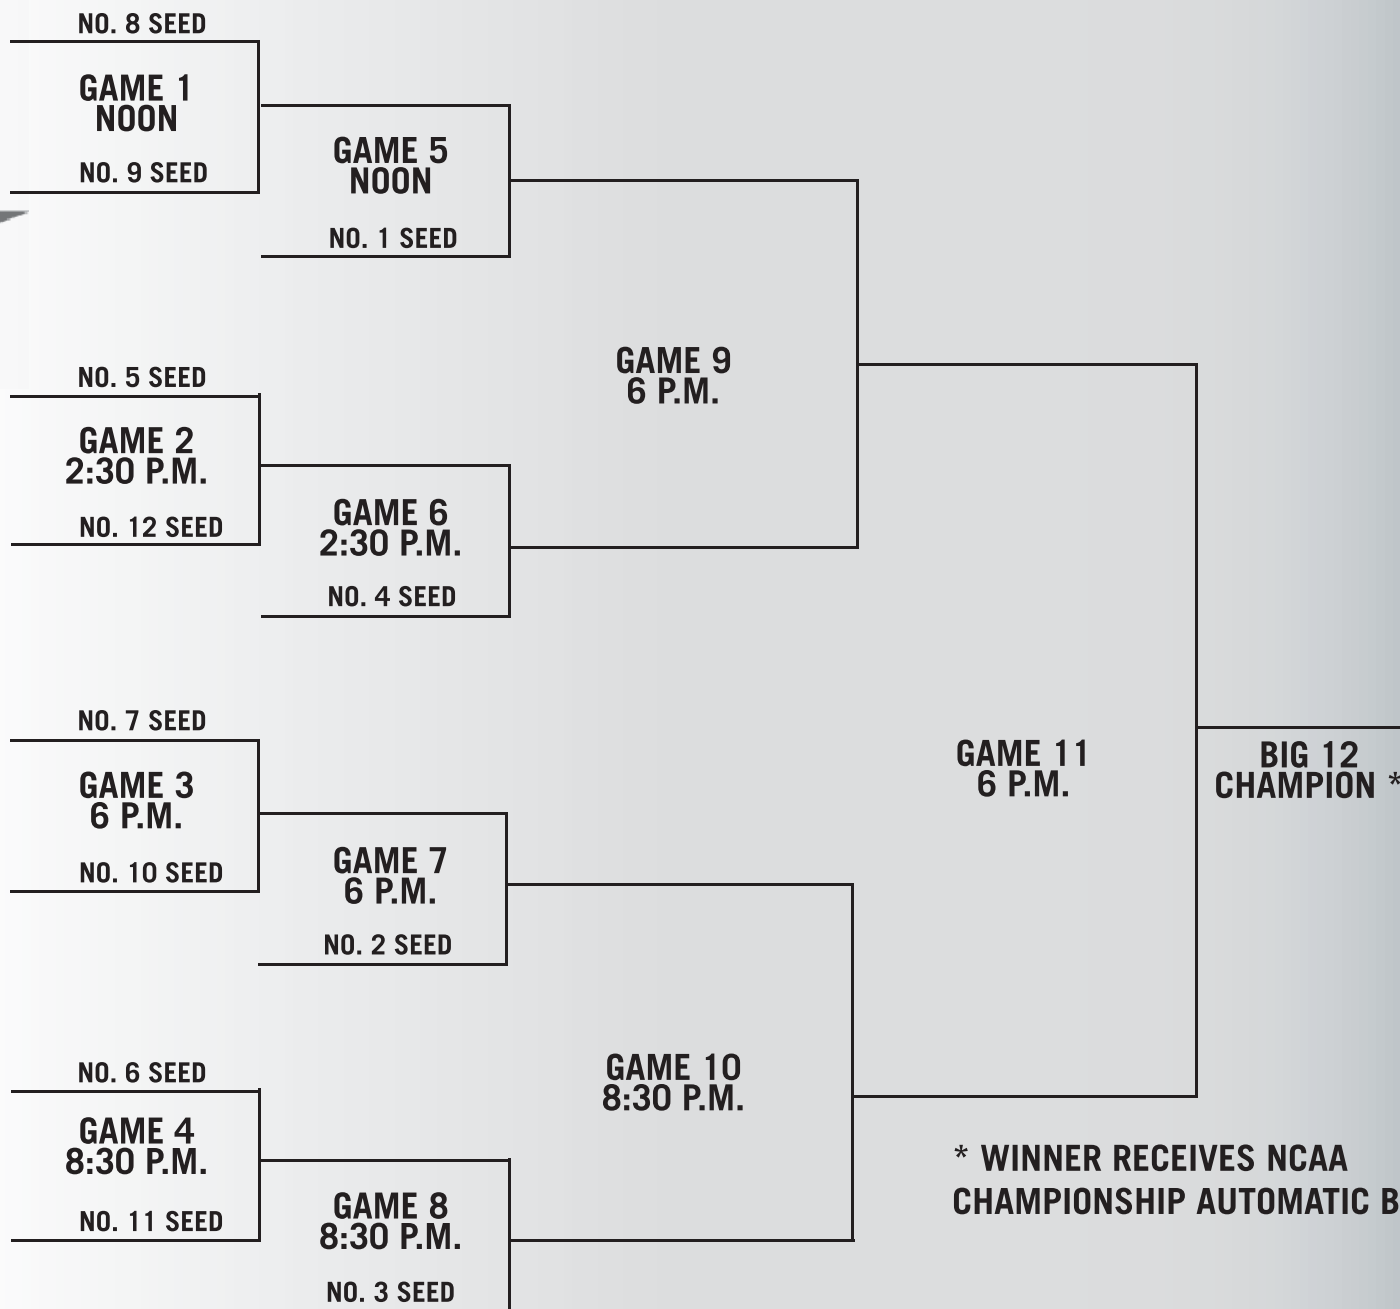 NO. 8 SEED
GAME 1
NOON
NO. 9 SEED
GAME 5
NOON
NO. 1 SEED
NO. 5 SEED
GAME 2
2:30 P.M.
NO. 12 SEED
GAME 6
2:30 P.M.
NO. 4 SEED
GAME 9
6 P.M.
NO. 7 SEED
GAME 3
6 P.M.
NO. 10 SEED
GAME 7
6 P.M.
NO. 2 SEED
NO. 6 SEED
GAME 4
8:30 P.M.
NO. 11 SEED
GAME 8
8:30 P.M.
NO. 3 SEED
GAME 10
8:30 P.M.
GAME 11
6 P.M.
BIG 12
CHAMPION *
* WINNER RECEIVES NCAA
CHAMPIONSHIP AUTOMATIC